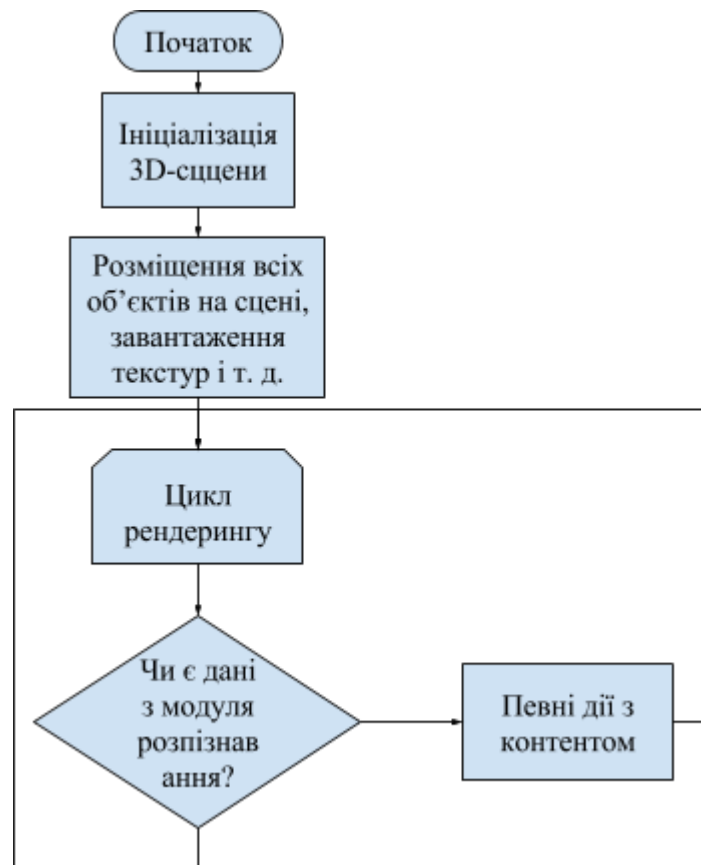 Початок
Ініціалізація
3D-сццени
Розміщення всіх
об’єктів на сцені,
завантаження
текстур і т. д.
Цикл
рендерингу
Чи є дані
з модуля
розпізнав
ання?
Певні дії з
контентом